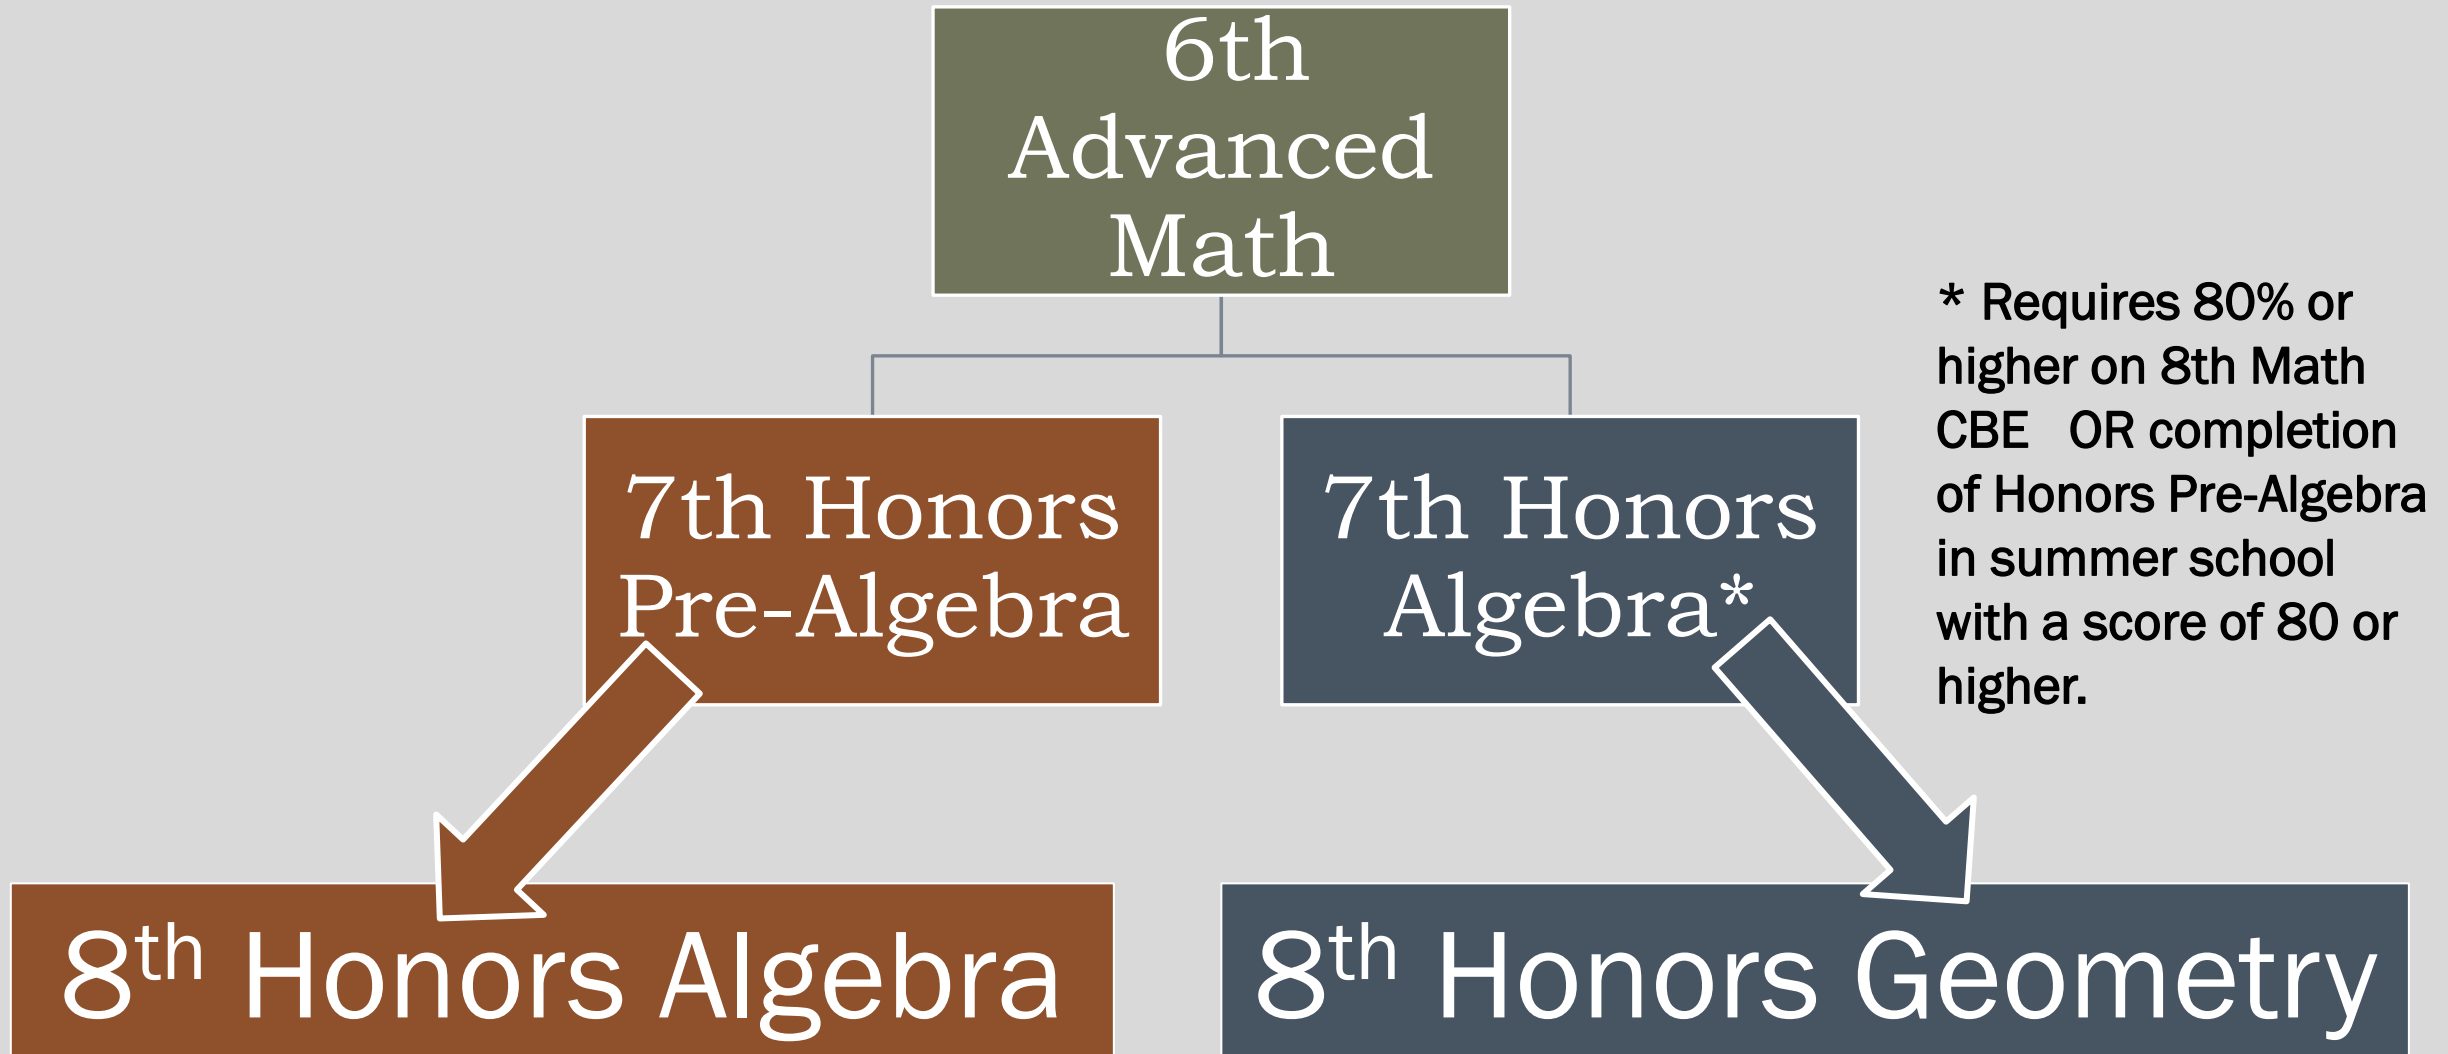 6th
Advanced
Math
* Requires 80% or
higher on 8th Math
CBE   OR completion
of Honors Pre-Algebra
in summer school
with a score of 80 or
higher.
7th Honors
Pre-Algebra
7th Honors
Algebra*
8th Honors Algebra
8th Honors Geometry